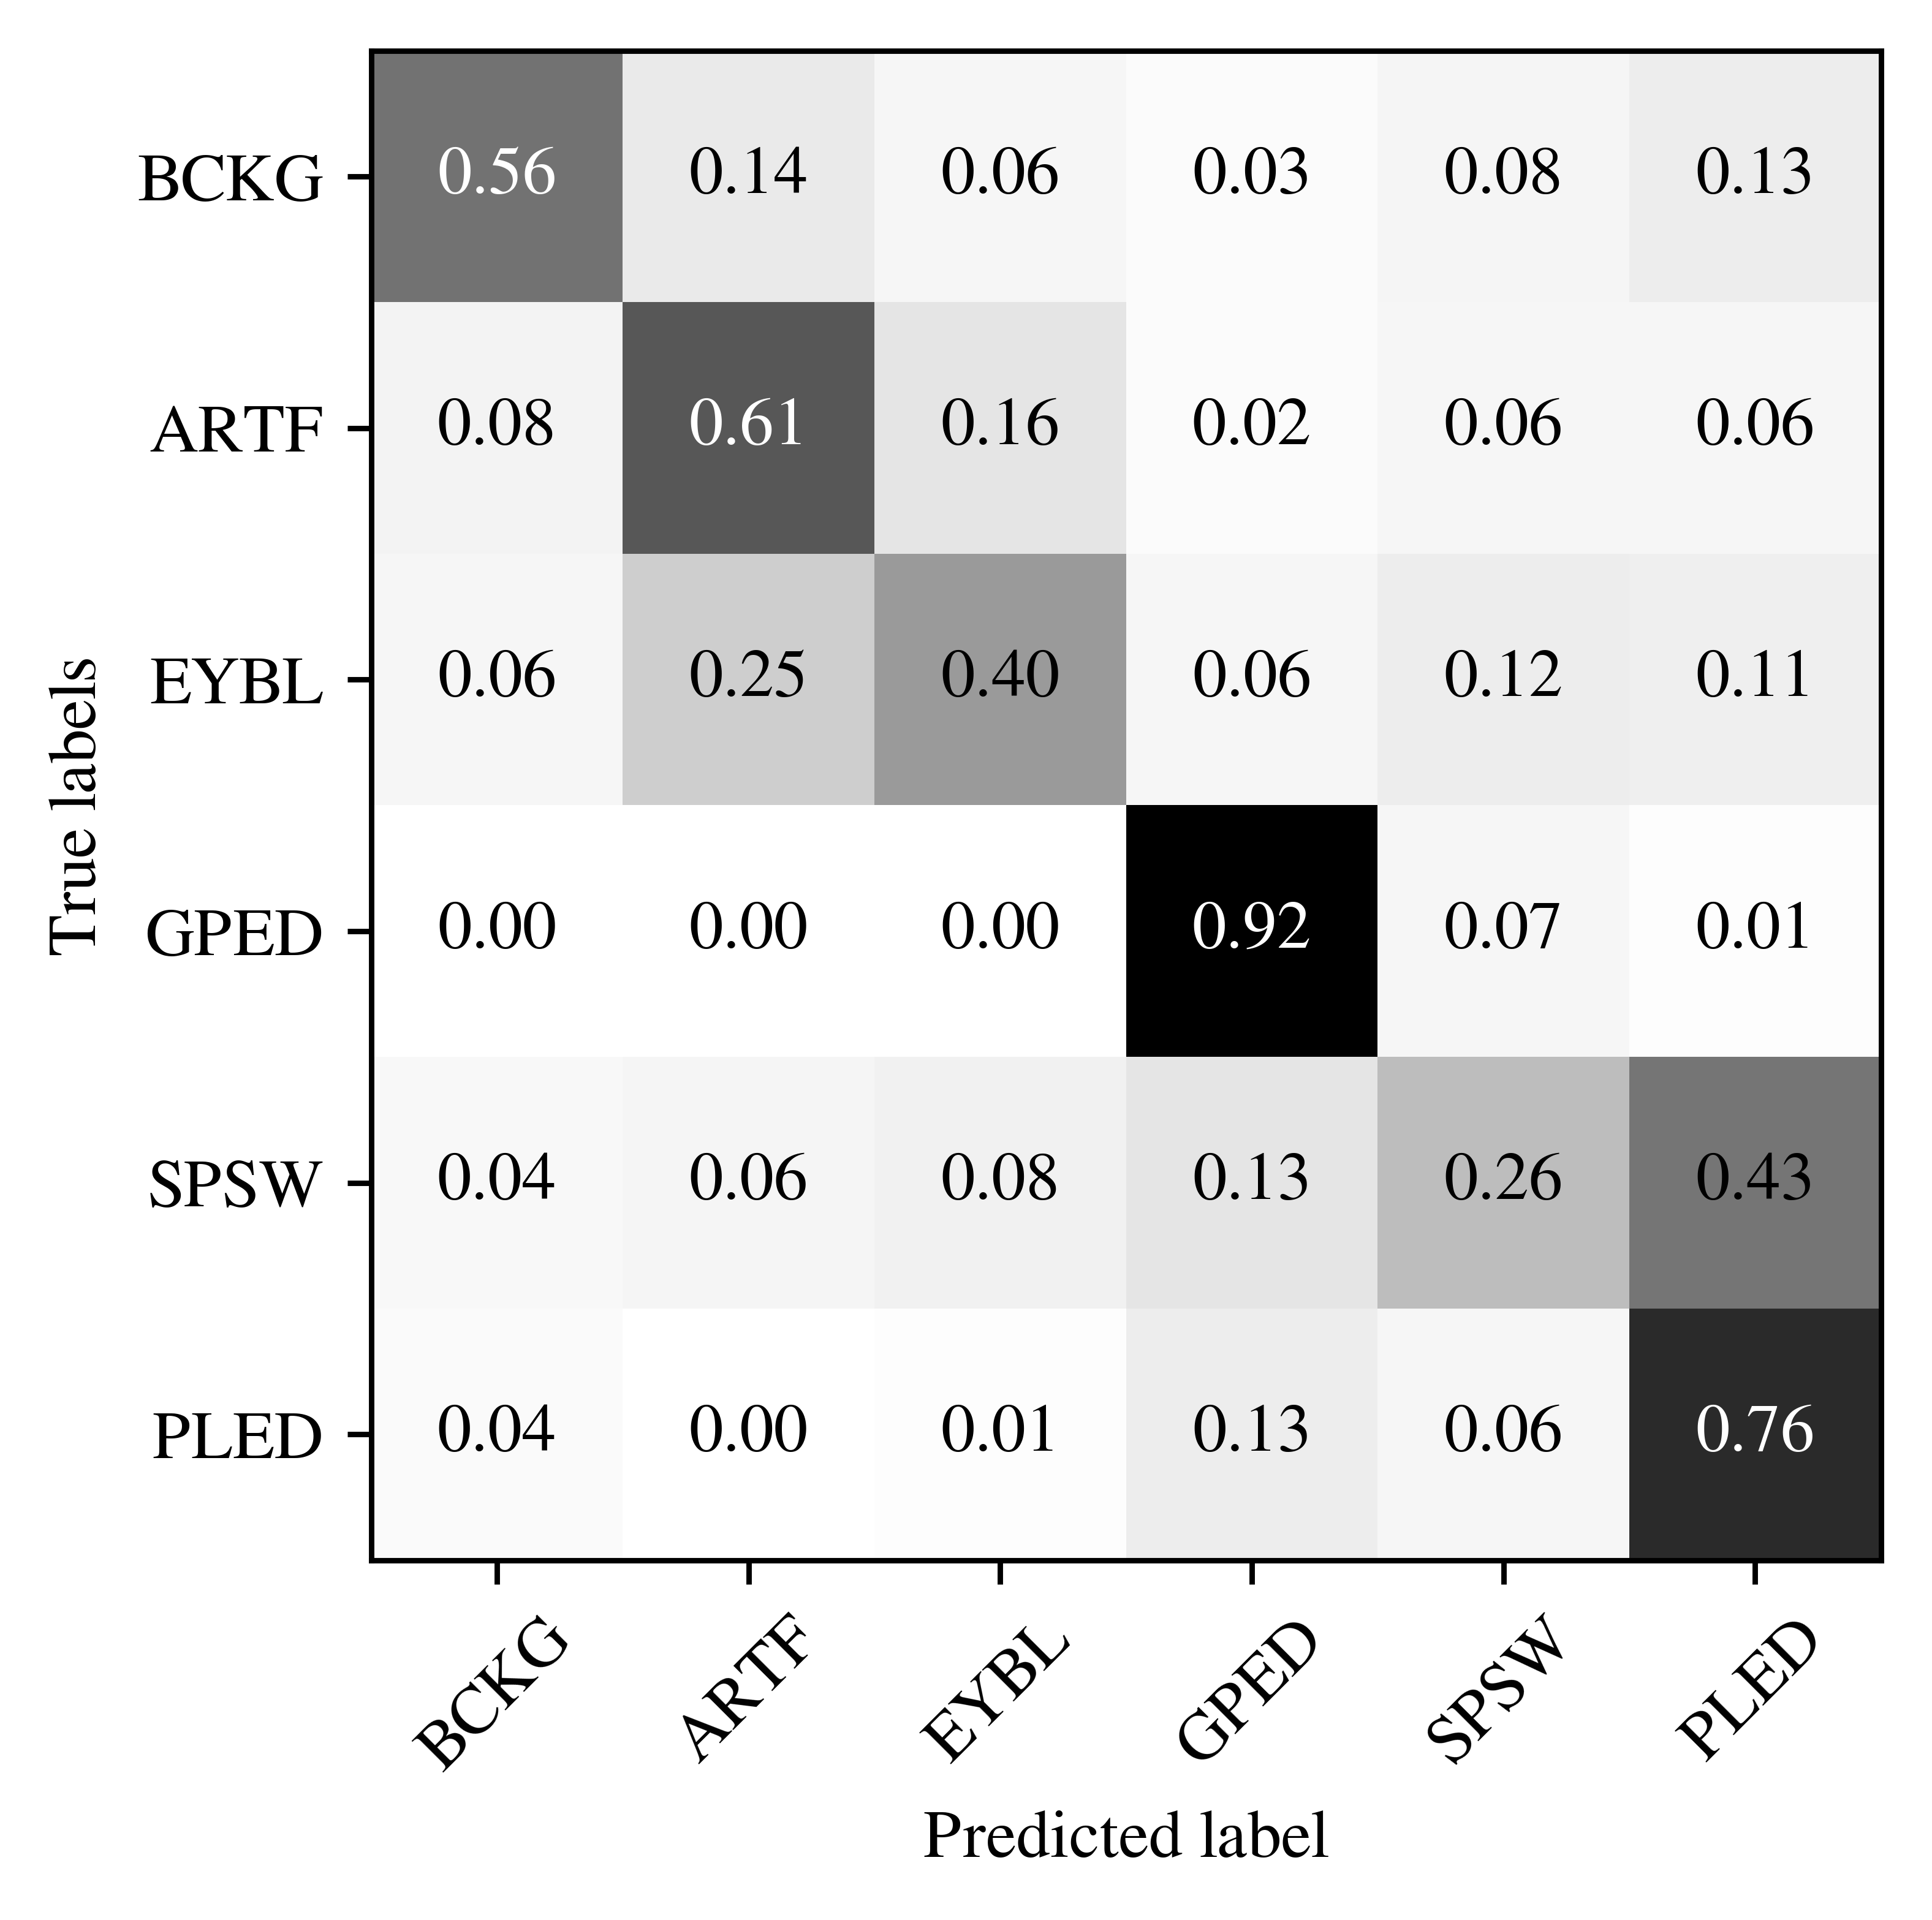 BCKG 0.56 0.14 0.06 0.03 0.08 0.13
ARTF 0.08 0.61 0.16 0.02 0.06 0.06
EYBL 0.06 0.25 0.40 0.06 0.12 0.11
GPED 0.00 0.00 0.00 0.92 0.07 0.01
SPSW 0.04 0.06 0.08 0.13 0.26 0.43
PLED 0.04 0.00 0.01 0.13 0.06 0.76
True labels
BCKG ARTF EYBL GPED SPSW PLED
Predicted label